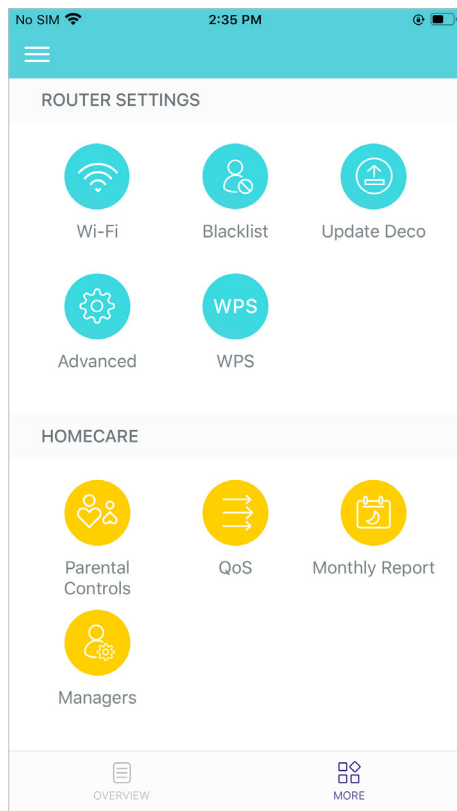 No SIM 2:35 PM
ROUTER SETTINGS
Wi-Fi Blacklist Update Deco
WPS
Advanced WPS
HOMECARE
Parental Controls QoS Monthly Report
Managers
OVERVIEW MORE